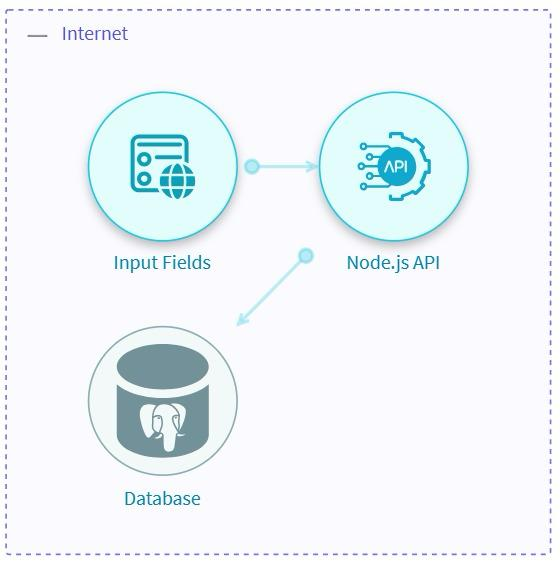 Internet
API
Input Fields
Node.js API
Database